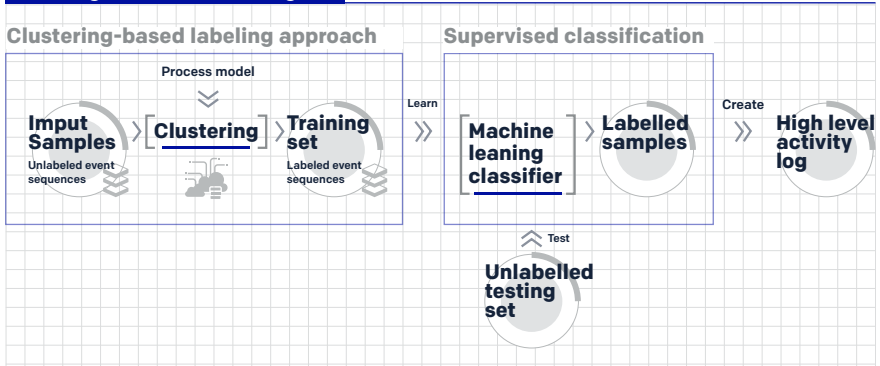 Clustering-based labeling approach
Supervised classification
Process model
Imput
Samples
Unlabeled event
sequences
Clustering
Training
set
Labeled event
sequences
Learn
Machine
leaning
classifier
Labelled
samples
Create
High level
activity
log
Test
Unlabelled
testing
set